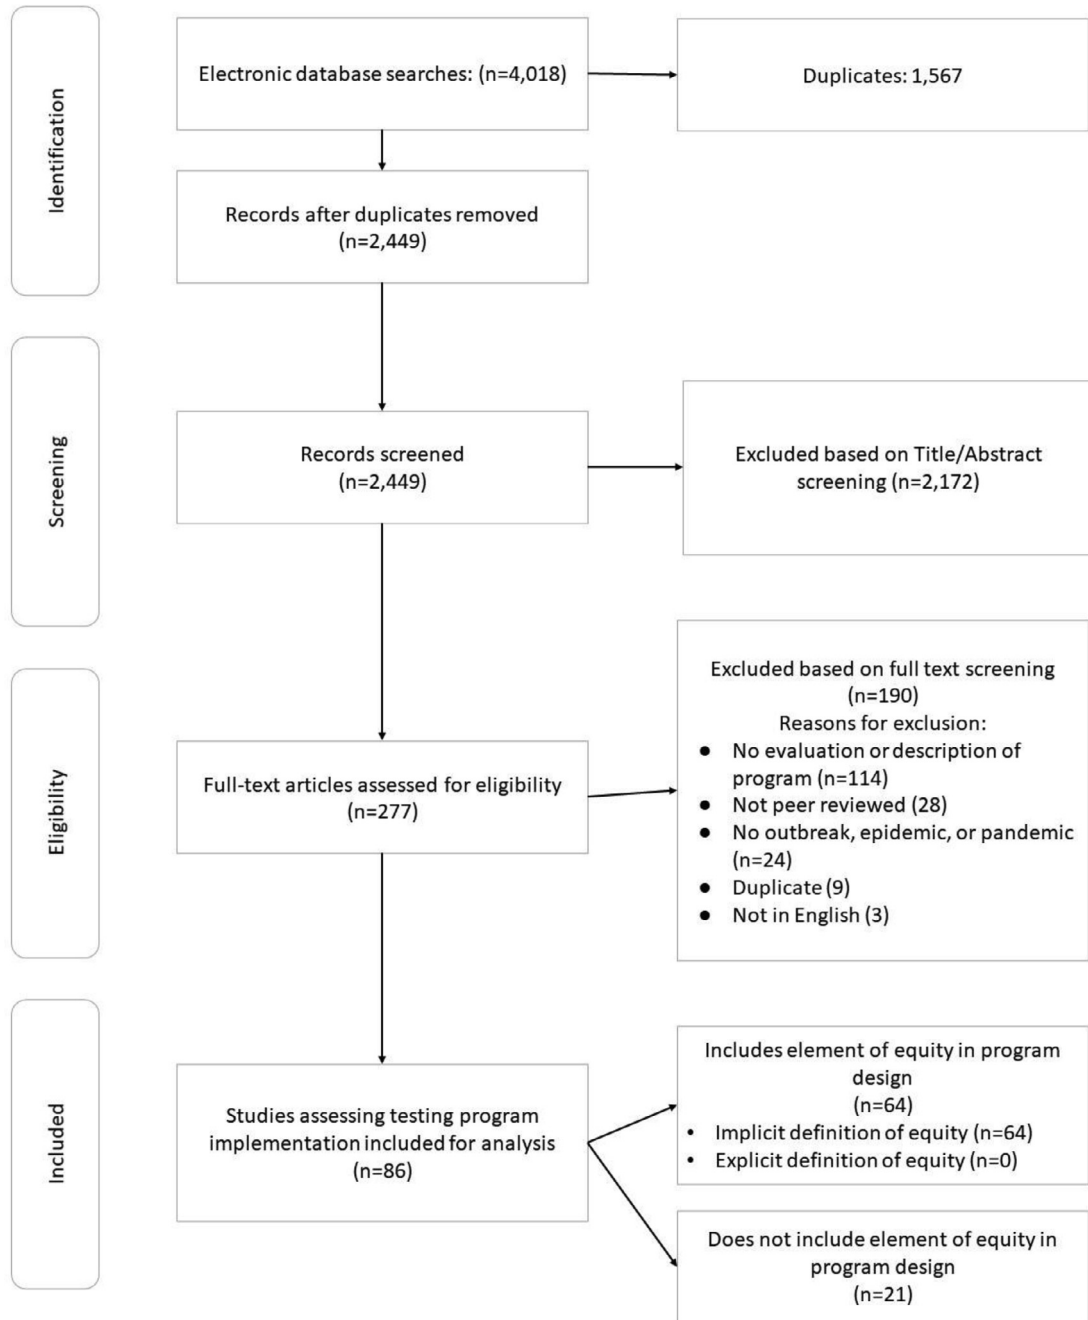 Identification
Electronic database searches: (n=4,018)
Duplicates: 1,567
Records after duplicates removed
(n=2,449)
Screening
Records screened
(n=2,449)
Excluded based on Title/Abstract
screening (n=2,172)
Eligibility
Full-text articles assessed for eligibility
(n=277)
Excluded based on full text screening
(n=190)
Reasons for exclusion:
● No evaluation or description of
program (n=114)
● Not peer reviewed (28)
● No outbreak, epidemic, or pandemic
(n=24)
● Duplicate (9)
● Not in English (3)
Included
Studies assessing testing program
implementation included for analysis
(n=86)
Includes element of equity in program
design
(n=64)
• Implicit definition of equity (n=64)
• Explicit definition of equity (n=0)
Does not include element of equity in
program design
(n=21)